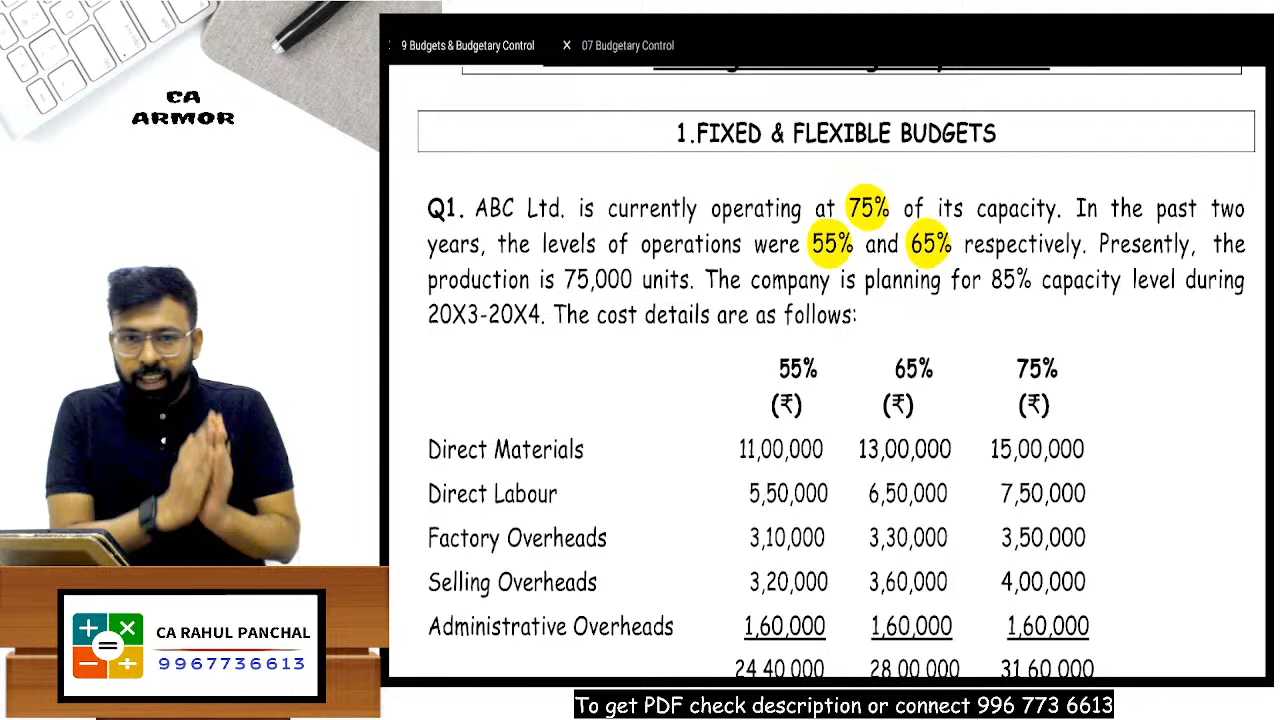 CA
ARMOR
9 Budgets & Budgetary Control
07 Budgetary Control
1.FIXED & FLEXIBLE BUDGETS
Q1. ABC Ltd. is currently operating at 75% of its capacity. In the past two
years, the levels of operations were 55% and 65% respectively. Presently, the
production is 75,000 units. The company is planning for 85% capacity level during
20X3-20X4. The cost details are as follows:
55% 65% 75%
(₹) (₹) (₹)
Direct Materials 11,00,000 13,00,000 15,00,000
Direct Labour 5,50,000 6,50,000 7,50,000
Factory Overheads 3,10,000 3,30,000 3,50,000
Selling Overheads 3,20,000 3,60,000 4,00,000
Administrative Overheads 1,60,000 1,60,000 1,60,000
24 40 000 28 00 000 31 60 000
CA RAHUL PANCHAL
9967736613
To get PDF check description or connect 996 773 6613